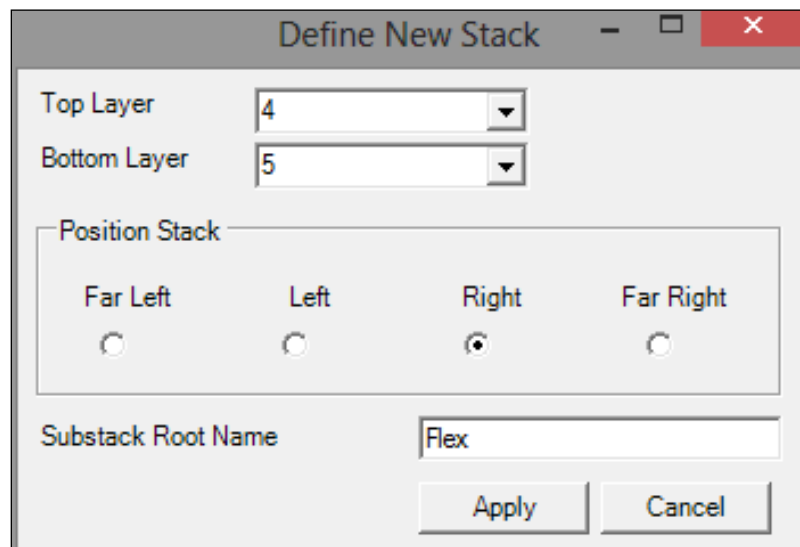 Define New Stack
Top Layer 4
Bottom Layer 5
Position Stack
Far Left Left Right Far Right
Substack Root Name Flex
Apply Cancel